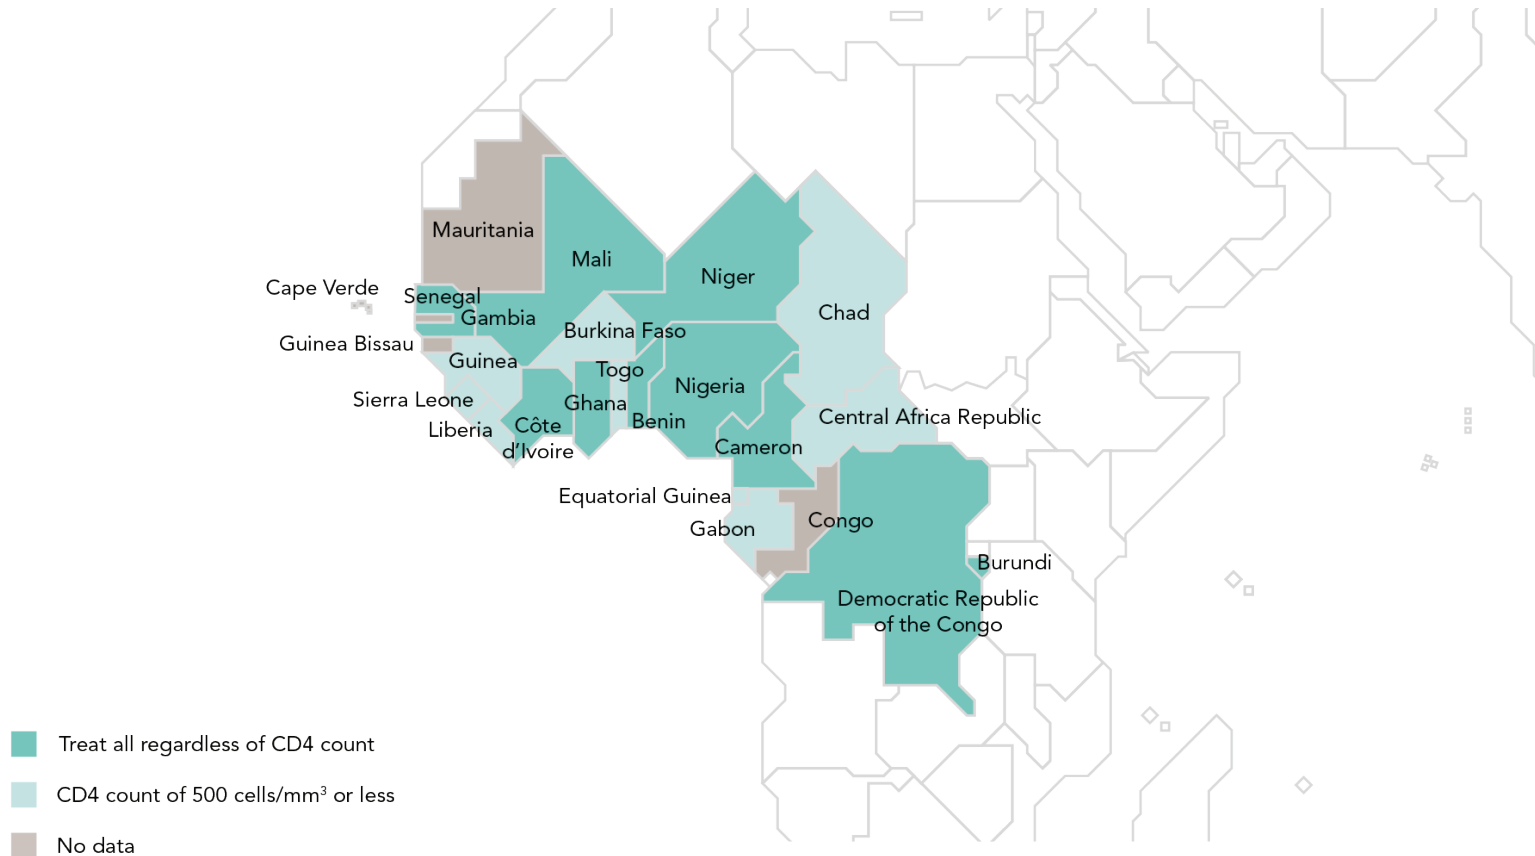 Mauritania
Mali
Niger
Cape Verde
Senegal
Gambia
Chad
Burkina Faso
Guinea Bissau
Guinea
Togo
Nigeria
Sierra Leone
Ghana
Liberia
Côte
d’Ivoire
Benin
Central Africa Republic
Cameron
Equatorial Guinea
Gabon
Congo
Burundi
Democratic Republic
of the Congo
Treat all regardless of CD4 count
CD4 count of 500 cells/mm³ or less
No data